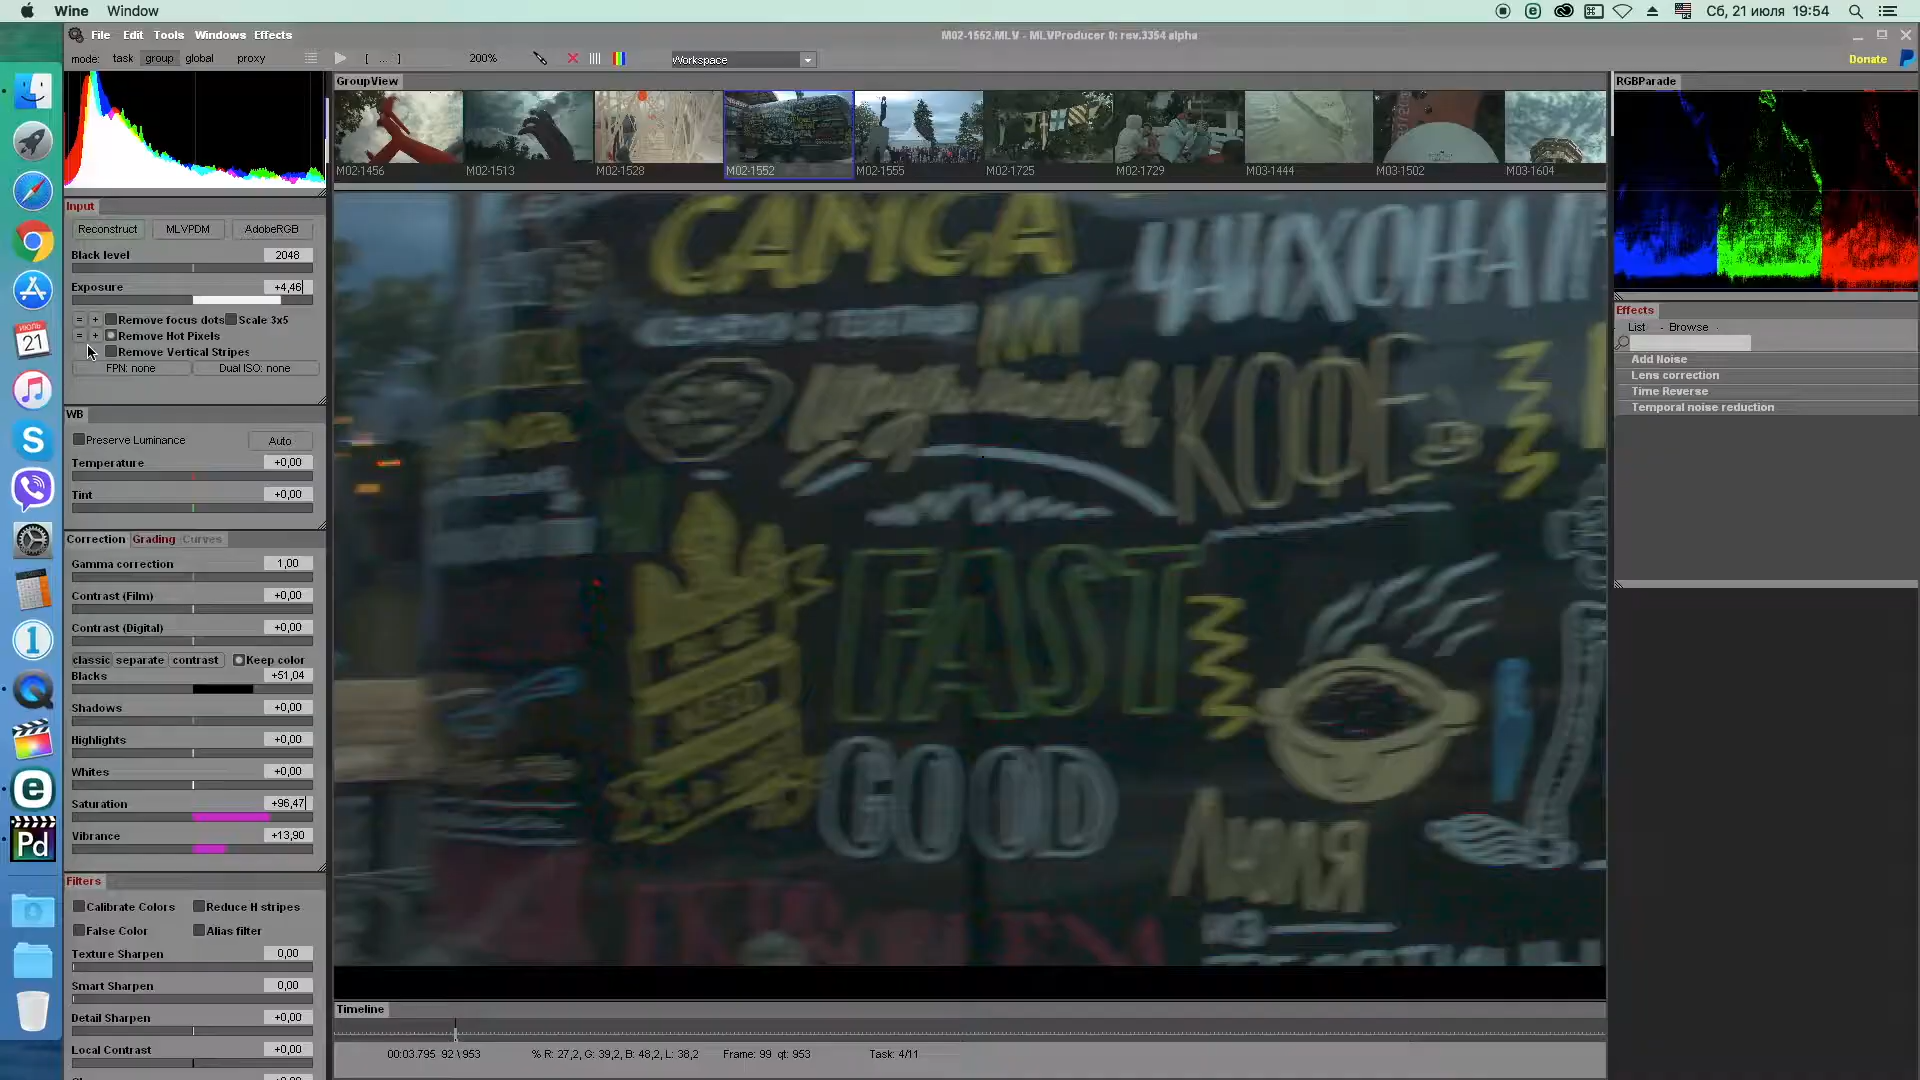 Wine Window
Сб, 21 июля 19:54
File Edit Tools Windows Effects
M02-1552.MLV - MLVProducer 0: rev.3354 alpha
mode: task group global proxy
[ ... ]
200%
Workspace
Donate
GroupView
RGBParade
M02-1456
M02-1513
M02-1528
M02-1552
M02-1555
M02-1725
M02-1729
M03-1444
M03-1502
M03-1604
Input
Reconstruct MLVPDM AdobeRGB
Black level 2048
Exposure +4,46
= + Remove focus dots Scale 3x5
= + Remove Hot Pixels
Remove Vertical Stripes
FPN: none Dual ISO: none
WB
Preserve Luminance Auto
Temperature +0,00
Tint +0,00
Correction Grading Curves
Gamma correction 1,00
Contrast (Film) +0,00
Contrast (Digital) +0,00
classic separate contrast Keep color
Blacks +51,04
Shadows +0,00
Highlights +0,00
Whites +0,00
Saturation +96,47
Vibrance +13,90
Filters
Calibrate Colors Reduce H stripes
False Color Alias filter
Texture Sharpen 0,00
Smart Sharpen 0,00
Detail Sharpen +0,00
Local Contrast +0,00
САМСА
КОФЕ
FAST
GOOD
ИЗ
Effects
List - Browse
Add Noise
Lens correction
Time Reverse
Temporal noise reduction
Timeline
00:03.795 92 \ 953 % R: 27,2, G: 39,2, B: 48,2, L: 38,2 Frame: 99 qt: 953 Task: 4/11
21
1
Pd